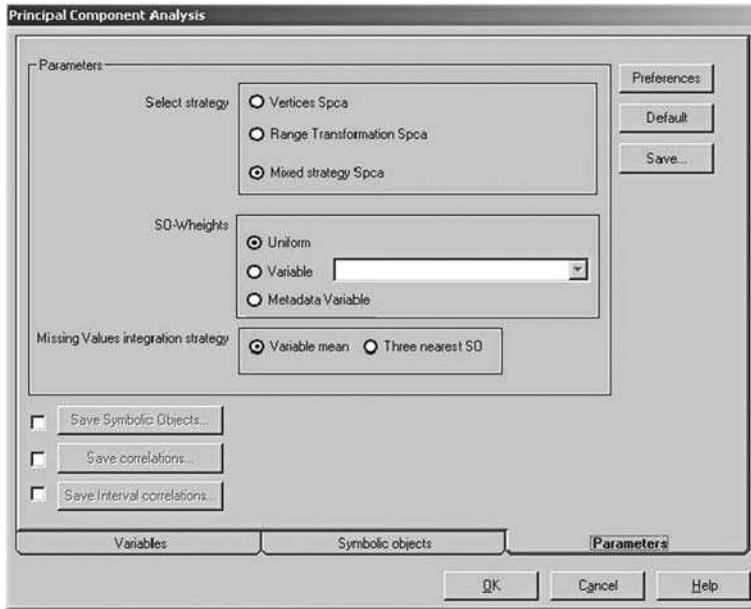 Principal Component Analysis
Parameters
Preferences
Select strategy
Vertices Spca
Default
Range Transformation Spca
Save...
Mixed strategy Spca
SO-Wheights
Uniform
Variable
Metadata Variable
Missing Values integration strategy
Variable mean
Three nearest SO
Save Symbolic Objects...
Save correlations...
Save Interval correlations...
Variables
Symbolic objects
Parameters
OK
Cancel
Help